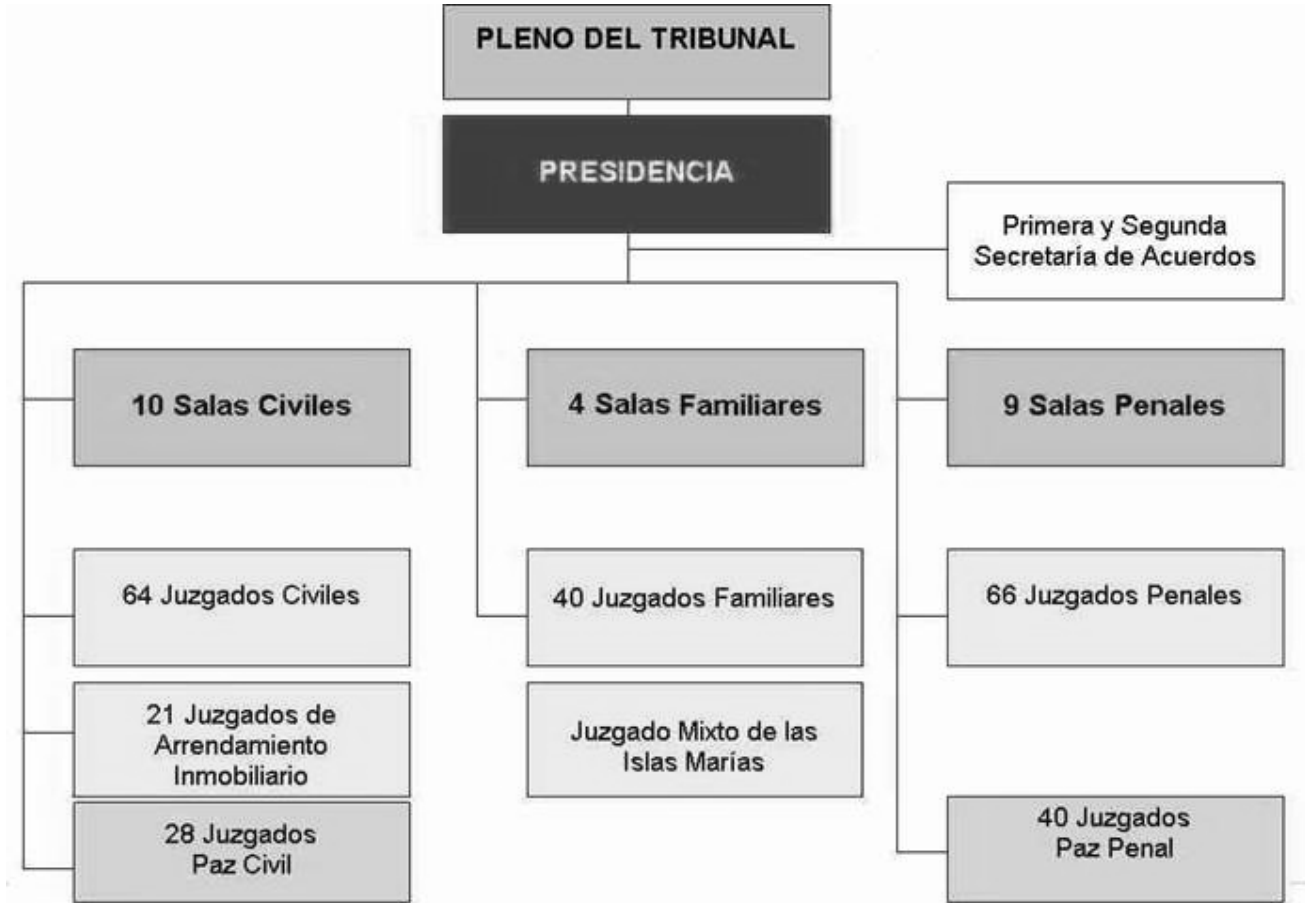 PLENO DEL TRIBUNAL
PRESIDENCIA
Primera y Segunda
Secretaría de Acuerdos
10 Salas Civiles
4 Salas Familiares
9 Salas Penales
64 Juzgados Civiles
40 Juzgados Familiares
66 Juzgados Penales
21 Juzgados de
Arrendamiento
Inmobiliario
Juzgado Mixto de las
Islas Marías
28 Juzgados
Paz Civil
40 Juzgados
Paz Penal